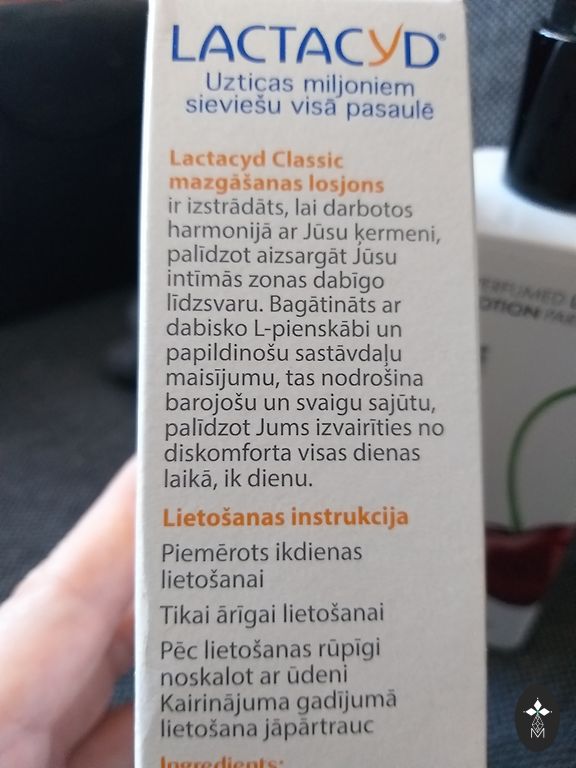 LACTACYD®
Uzticas miljoniem
sieviešu visā pasaulē
Lactacyd Classic
mazgāšanas losjons
ir izstrādāts, lai darbotos
harmonijā ar Jūsu ķermeni,
palīdzot aizsargāt Jūsu
intīmās zonas dabīgo
līdzsvaru. Bagātināts ar
dabisko L-pienskābi un
papildinošu sastāvdaļu
maisījumu, tas nodrošina
barojošu un svaigu sajūtu,
palīdzot Jums izvairīties no
diskomforta visas dienas
laikā, ik dienu.
Lietošanas instrukcija
Piemērots ikdienas
lietošanai
Tikai ārīgai lietošanai
Pēc lietošanas rūpīgi
noskalot ar ūdeni
Kairinājuma gadījumā
lietošana jāpārtrauc
Ingredients:
PERFUMED
LOTION